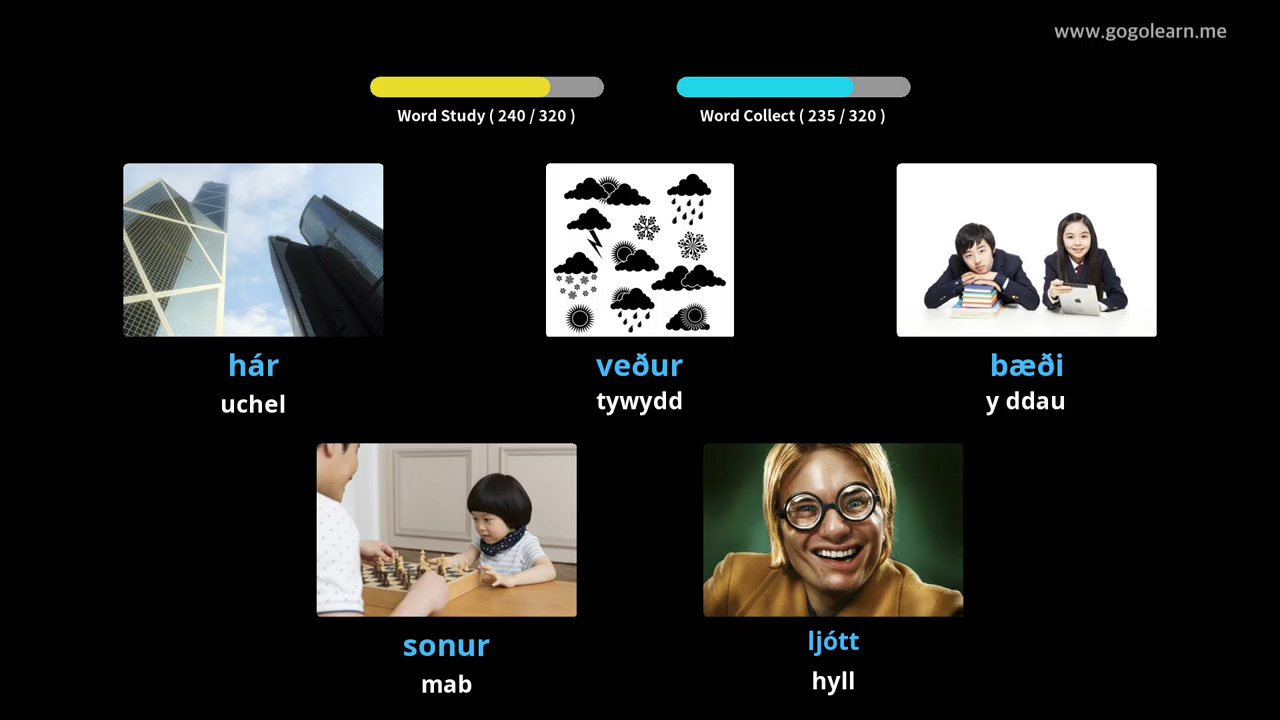 www.gogolearn.me
Word Study ( 240 / 320 )
Word Collect ( 235 / 320 )
hár
veður
bæði
uchel
tywydd
y ddau
sonur
ljótt
mab
hyll